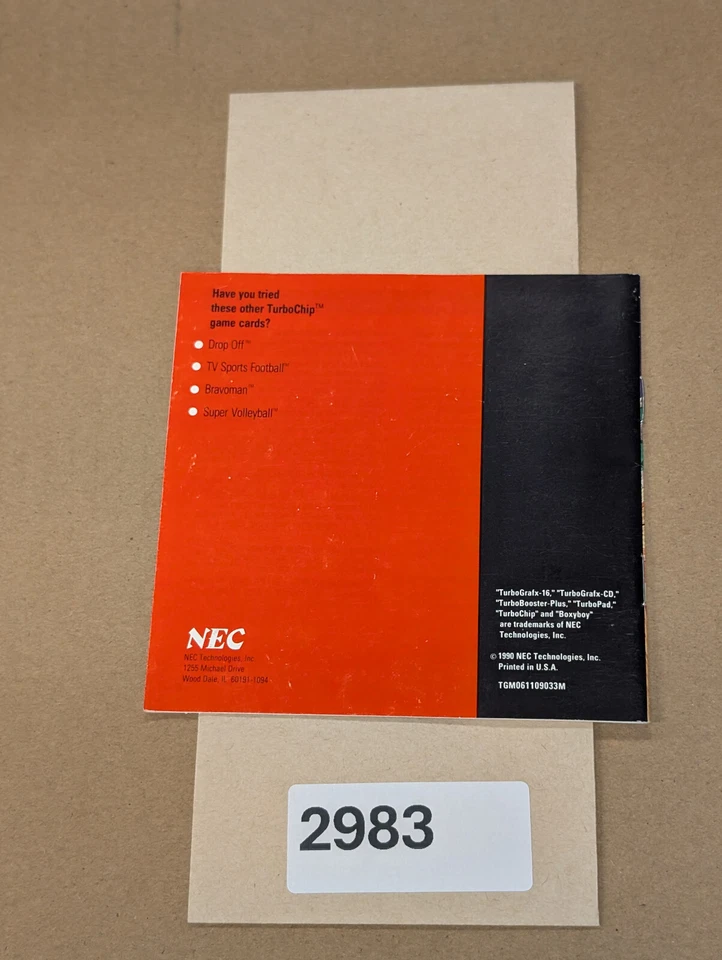 Have you tried
these other TurboChip™
game cards?
Drop Off™
TV Sports Football™
Bravoman™
Super Volleyball™
"TurboGrafx-16," "TurboGrafx-CD,"
"TurboBooster-Plus," "TurboPad,"
"TurboChip" and "Boxyboy"
are trademarks of NEC
Technologies, Inc.
© 1990 NEC Technologies, Inc.
Printed in U.S.A.
TGM061109033M
NEC
NEC Technologies, Inc.
1255 Michael Drive
Wood Dale, IL 60191-1094
2983